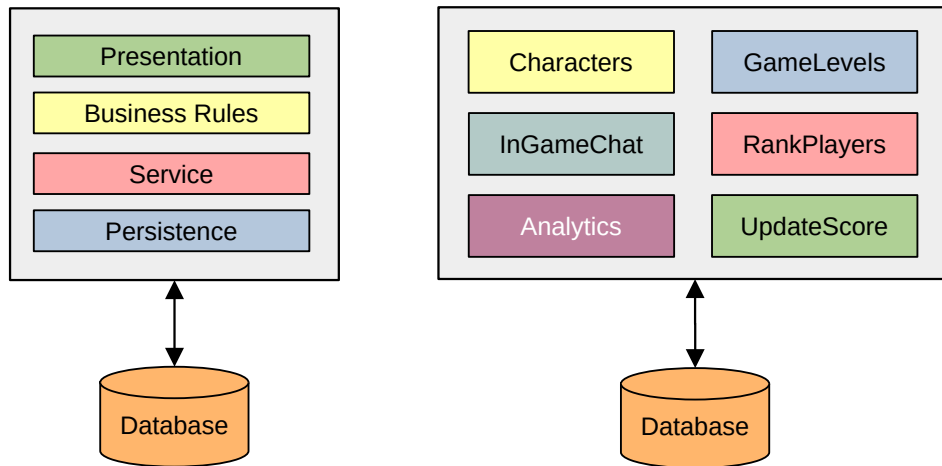 Presentation
Business Rules
Service
Persistence
Database
Characters
GameLevels
InGameChat
RankPlayers
Analytics
UpdateScore
Database